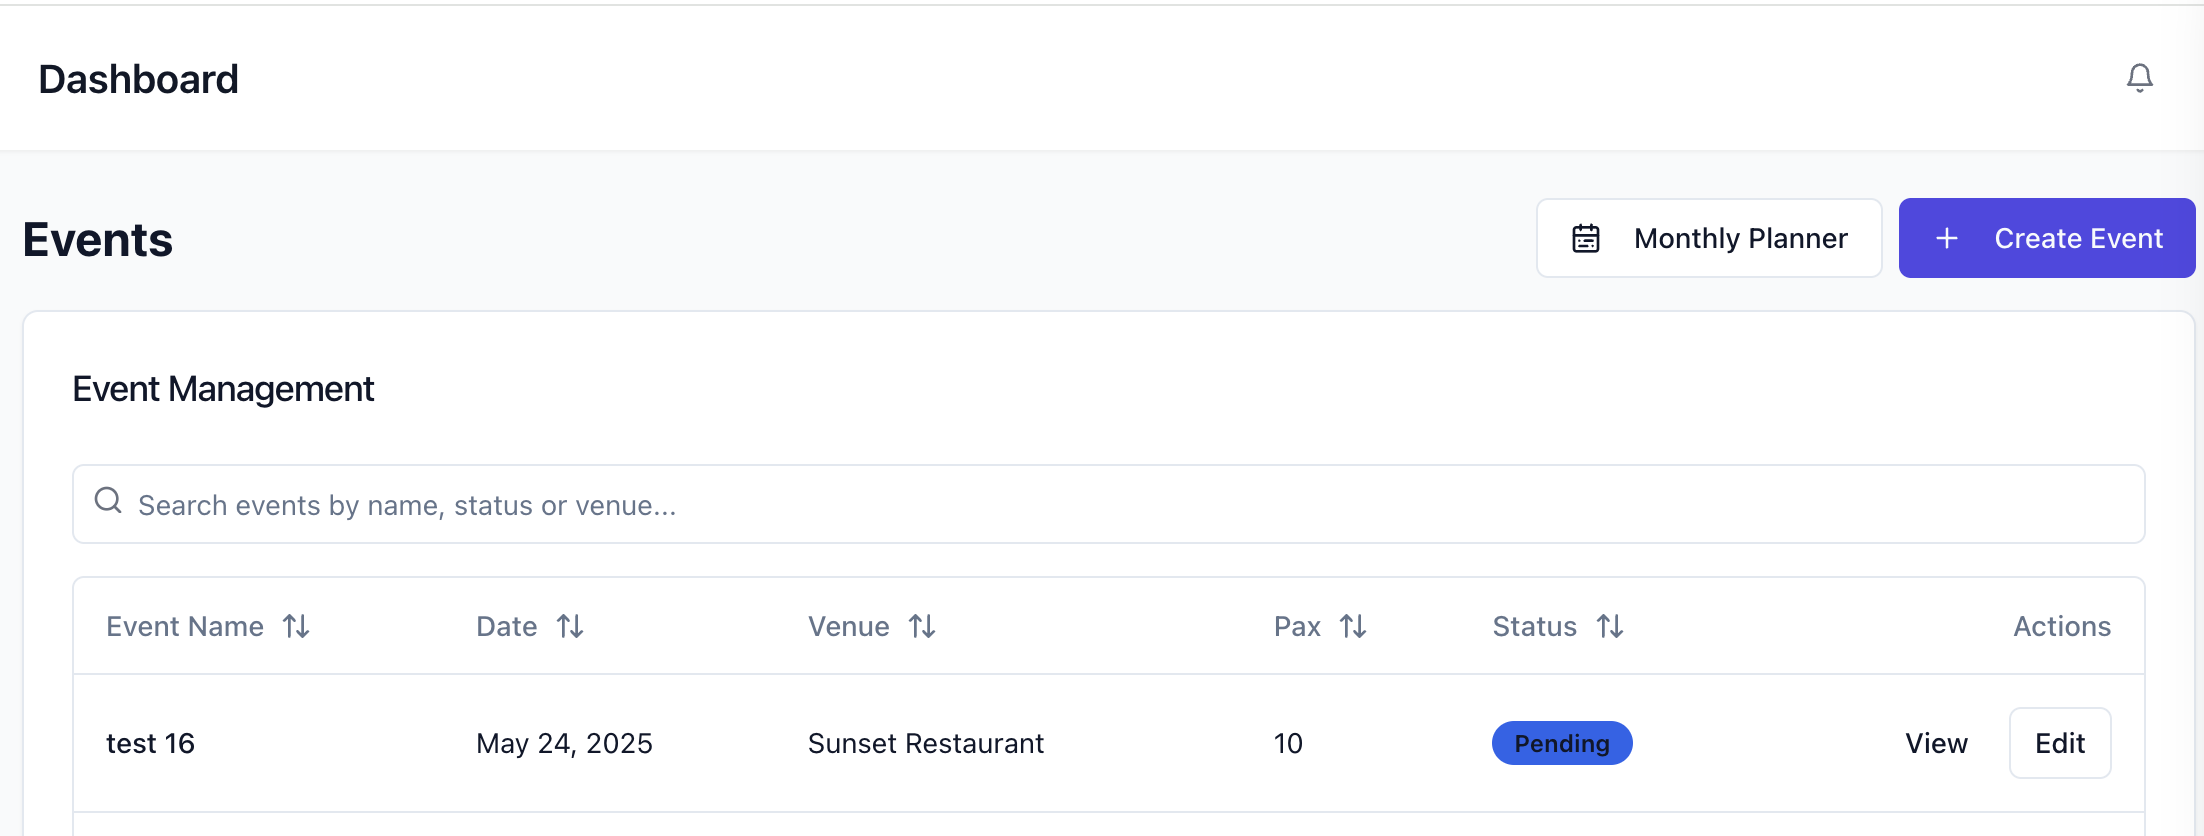 Dashboard
Events
Monthly Planner
Create Event
Event Management
Search events by name, status or venue...
Event Name Date Venue Pax Status Actions
test 16 May 24, 2025 Sunset Restaurant 10 Pending View Edit